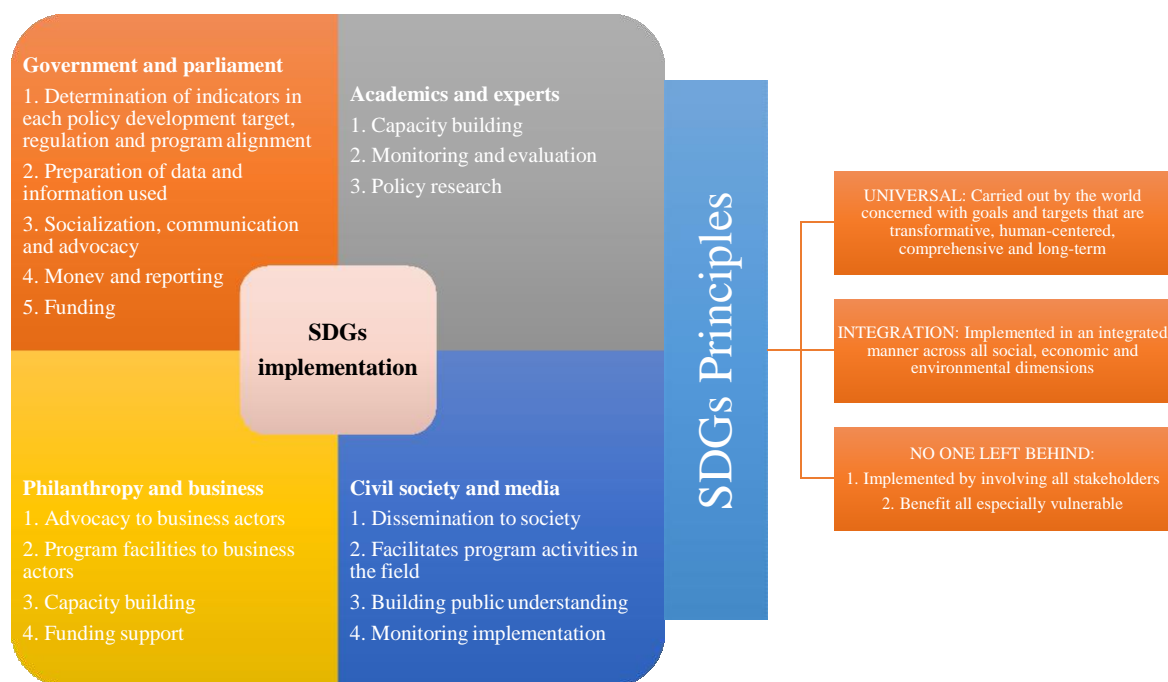 Government and parliament
1. Determination of indicators in
each policy development target,
regulation and program alignment
2. Preparation of data and
information used
3. Socialization, communication
and advocacy
4. Monev and reporting
5. Funding
Academics and experts
1. Capacity building
2. Monitoring and evaluation
3. Policy research
SDGs
implementation
Philanthropy and business
1. Advocacy to business actors
2. Program facilities to business
actors
3. Capacity building
4. Funding support
Civil society and media
1. Dissemination to society
2. Facilitates program activities in
the field
3. Building public understanding
4. Monitoring implementation
SDGs Principles
UNIVERSAL: Carried out by the world
concerned with goals and targets that are
transformative, human-centered,
comprehensive and long-term
INTEGRATION: Implemented in an integrated
manner across all social, economic and
environmental dimensions
NO ONE LEFT BEHIND:
1. Implemented by involving all stakeholders
2. Benefit all especially vulnerable